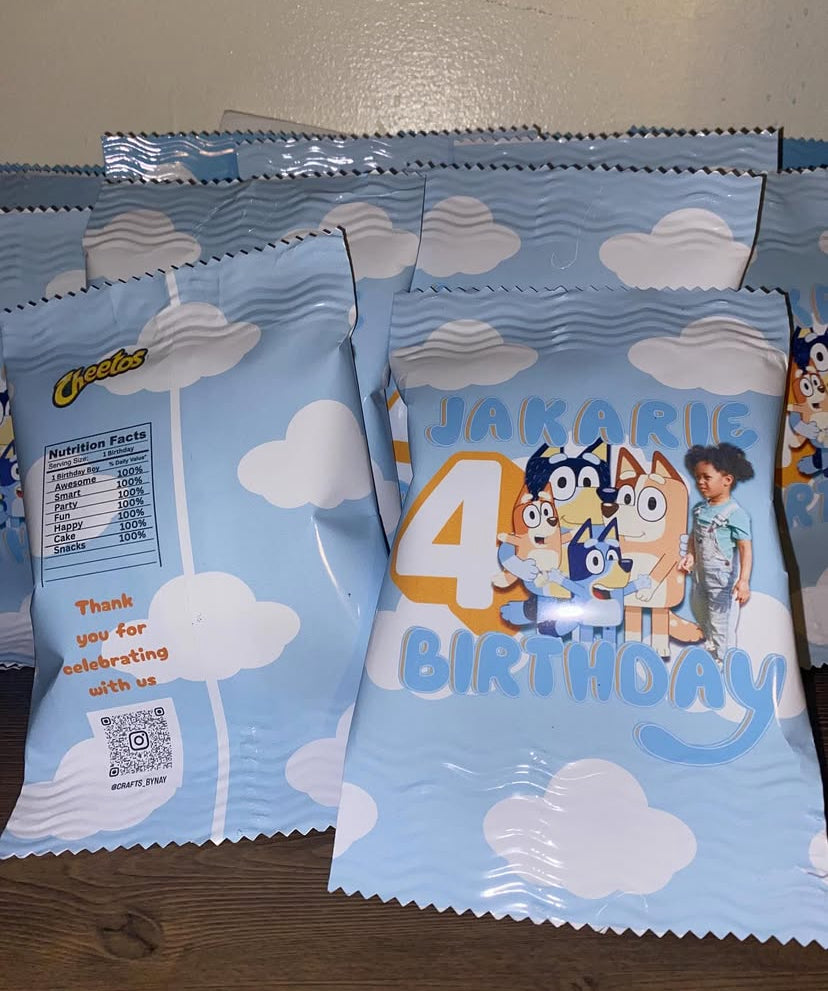 Cheetos
Nutrition Facts
Serving Size: 1 Birthday
% Daily Value*
1 Birthday Boy 100%
Awesome 100%
Smart 100%
Party 100%
Fun 100%
Happy 100%
Cake 100%
Snacks 100%
Thank
you for
celebrating
with us
@CRAFTS_BYNAY
JAKARIE
4
BIRTHDAY